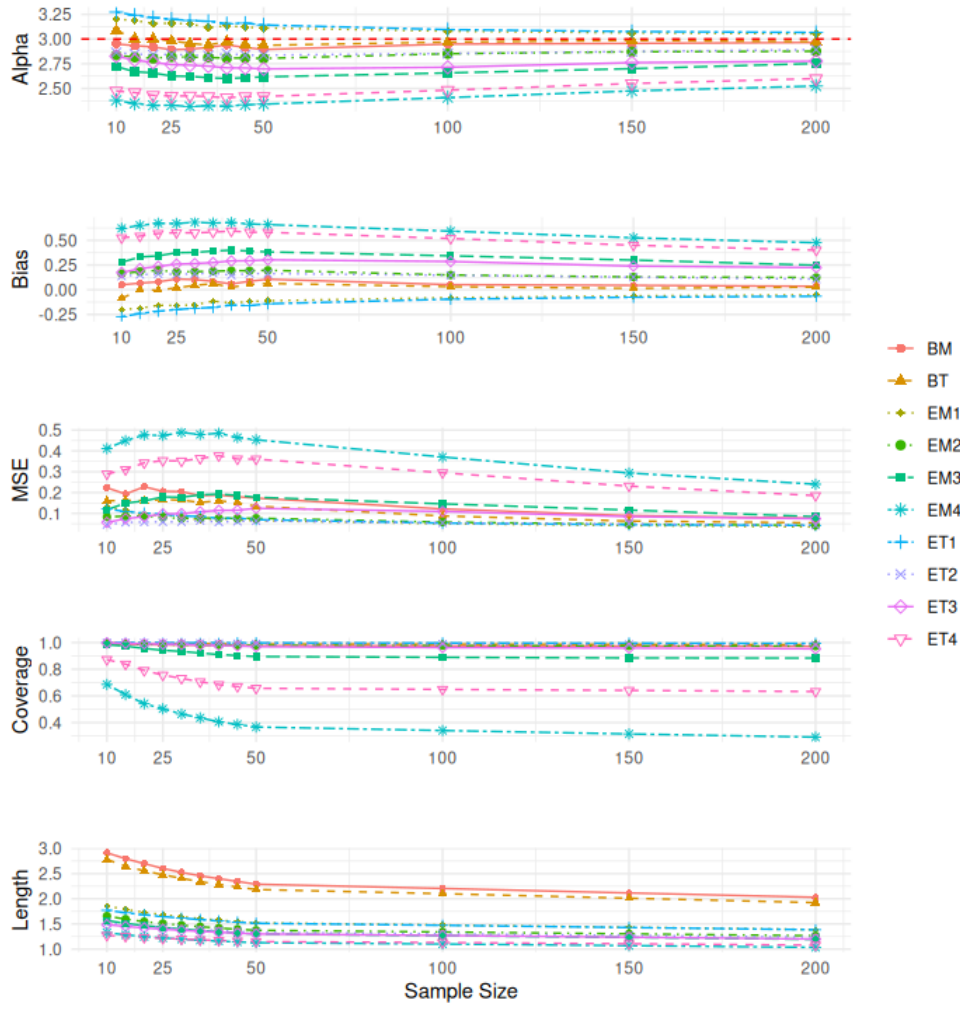 3.25
3.00
2.75
2.50
Alpha
10 25 50 100 150 200
0.50
0.25
0.00
-0.25
Bias
10 25 50 100 150 200
0.5
0.4
0.3
0.2
0.1
MSE
10 25 50 100 150 200
1.0
0.8
0.6
0.4
Coverage
10 25 50 100 150 200
3.0
2.5
2.0
1.5
1.0
Length
10 25 50 100 150 200
Sample Size
BM
BT
EM1
EM2
EM3
EM4
ET1
ET2
ET3
ET4